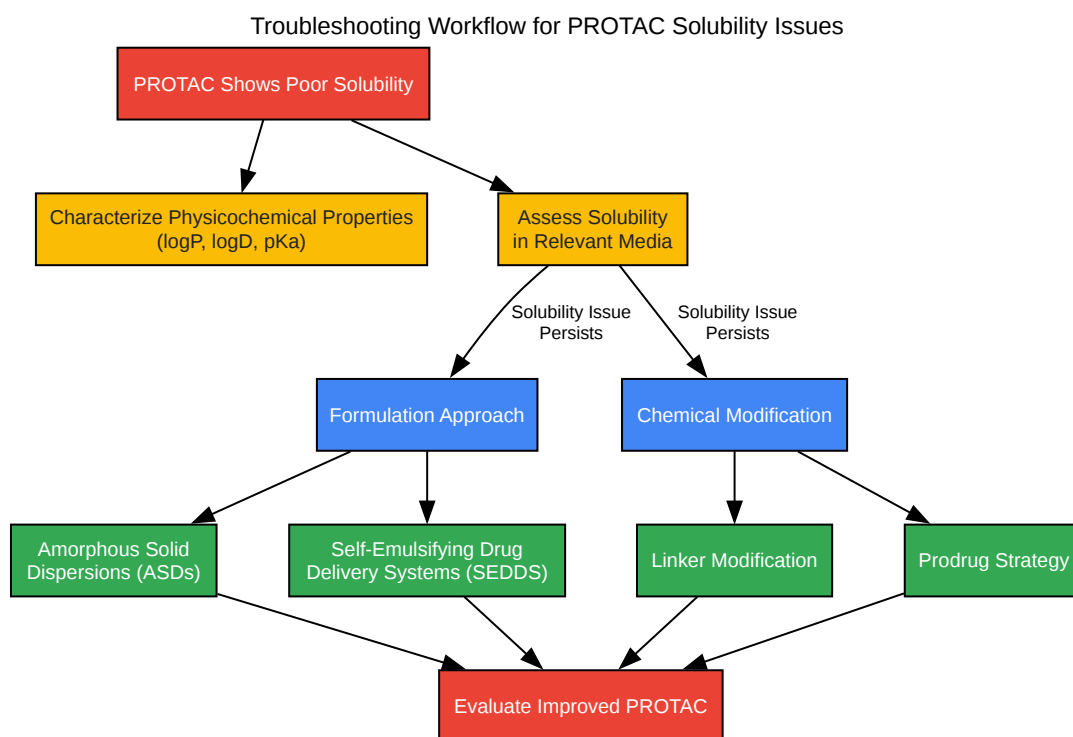 Troubleshooting Workflow for PROTAC Solubility Issues
PROTAC Shows Poor Solubility
Characterize Physicochemical Properties
(logP, logD, pKa)
Assess Solubility
in Relevant Media
Solubility Issue
Persists
Solubility Issue
Persists
Formulation Approach
Chemical Modification
Amorphous Solid
Dispersions (ASDs)
Self-Emulsifying Drug
Delivery Systems (SEDDS)
Linker Modification
Prodrug Strategy
Evaluate Improved PROTAC